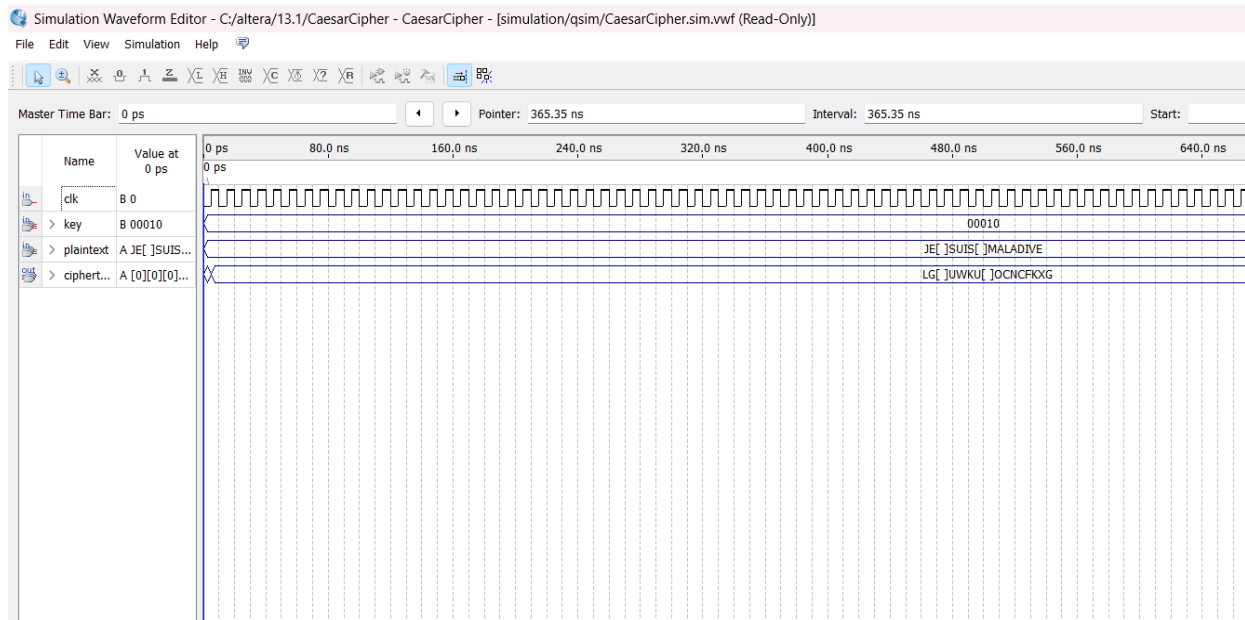 Simulation Waveform Editor - C:/altera/13.1/CaesarCipher - CaesarCipher - [simulation/qsim/CaesarCipher.sim.vwf (Read-Only)]
File Edit View Simulation Help
Master Time Bar: 0 ps Pointer: 365.35 ns Interval: 365.35 ns Start:
Name Value at 0 ps
0 ps 80.0 ns 160.0 ns 240.0 ns 320.0 ns 400.0 ns 480.0 ns 560.0 ns 640.0 ns
0 ps
in clk B 0
in > key B 00010 00010
in > plaintext A JE[ ]SUIS... JE[ ]SUIS[ ]MALADIVE
out > ciphert... A [0][0][0]... LG[ ]UWKU[ ]OCNCFKXG